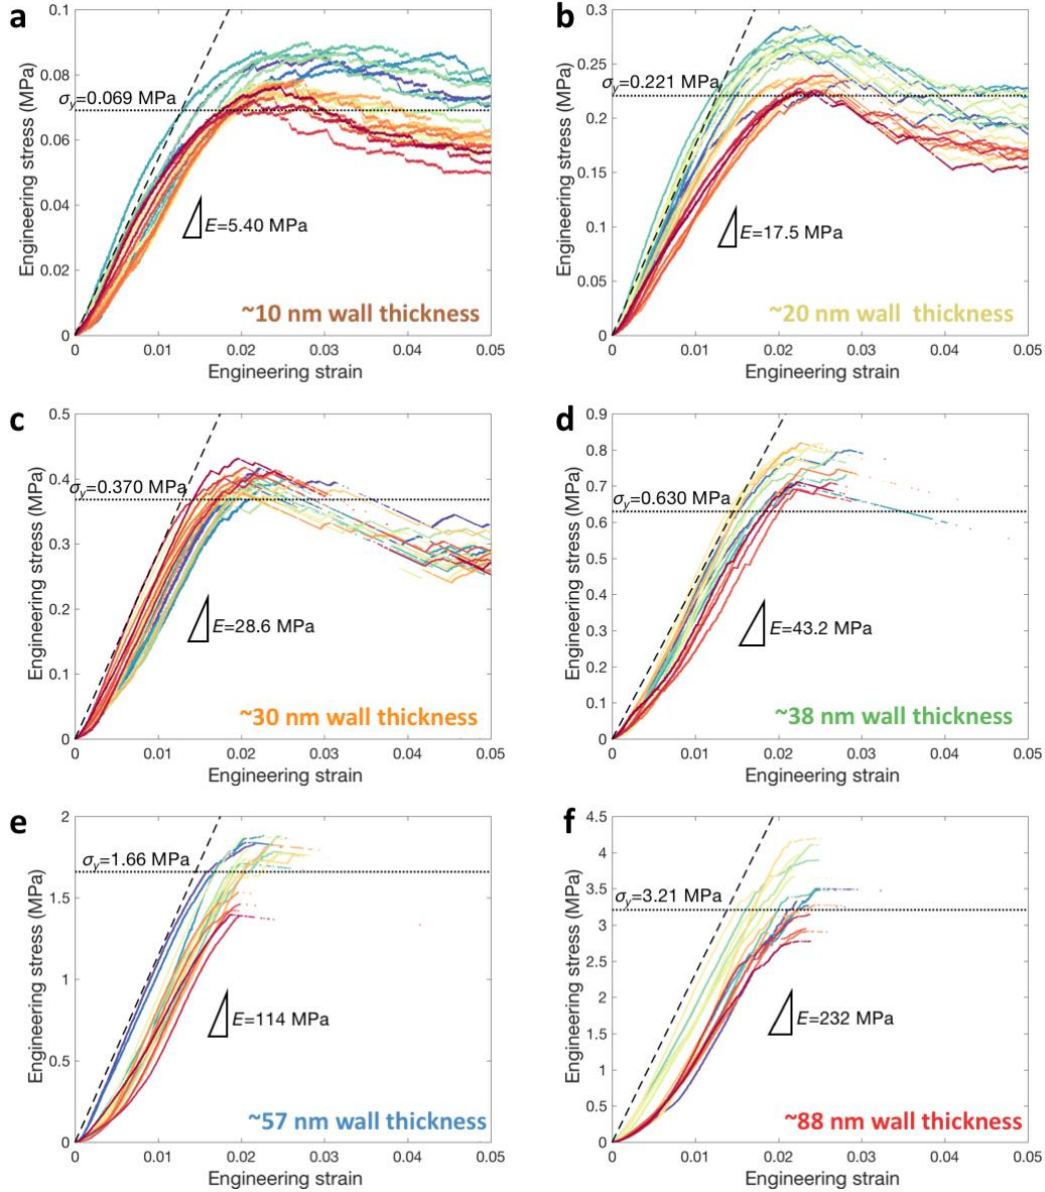 a
Engineering stress (MPa)
0.1
0.08
0.06
0.04
0.02
0
σy=0.069 MPa
E=5.40 MPa
~10 nm wall thickness
0 0.01 0.02 0.03 0.04 0.05
Engineering strain
b
Engineering stress (MPa)
0.3
0.25
0.2
0.15
0.1
0.05
0
σy=0.221 MPa
E=17.5 MPa
~20 nm wall thickness
0 0.01 0.02 0.03 0.04 0.05
Engineering strain
c
Engineering stress (MPa)
0.5
0.4
0.3
0.2
0.1
0
σy=0.370 MPa
E=28.6 MPa
~30 nm wall thickness
0 0.01 0.02 0.03 0.04 0.05
Engineering strain
d
Engineering stress (MPa)
0.9
0.8
0.7
0.6
0.5
0.4
0.3
0.2
0.1
0
σy=0.630 MPa
E=43.2 MPa
~38 nm wall thickness
0 0.01 0.02 0.03 0.04 0.05
Engineering strain
e
Engineering stress (MPa)
2
1.5
1
0.5
0
σy=1.66 MPa
E=114 MPa
~57 nm wall thickness
0 0.01 0.02 0.03 0.04 0.05
Engineering strain
f
Engineering stress (MPa)
4.5
4
3.5
3
2.5
2
1.5
1
0.5
0
σy=3.21 MPa
E=232 MPa
~88 nm wall thickness
0 0.01 0.02 0.03 0.04 0.05
Engineering strain